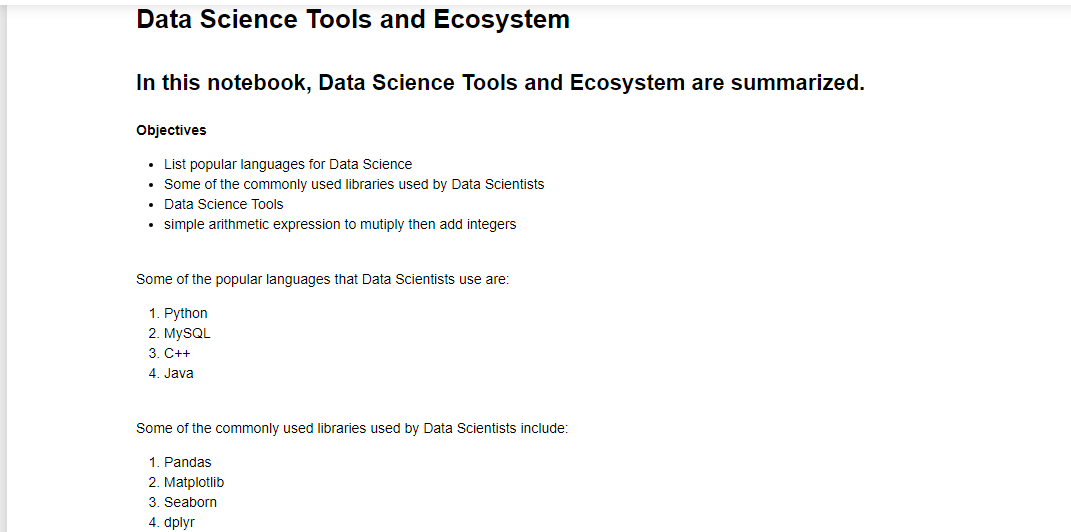 Data Science Tools and Ecosystem
In this notebook, Data Science Tools and Ecosystem are summarized.
Objectives
• List popular languages for Data Science
• Some of the commonly used libraries used by Data Scientists
• Data Science Tools
• simple arithmetic expression to mutiply then add integers
Some of the popular languages that Data Scientists use are:
1. Python
2. MySQL
3. C++
4. Java
Some of the commonly used libraries used by Data Scientists include:
1. Pandas
2. Matplotlib
3. Seaborn
4. dplyr